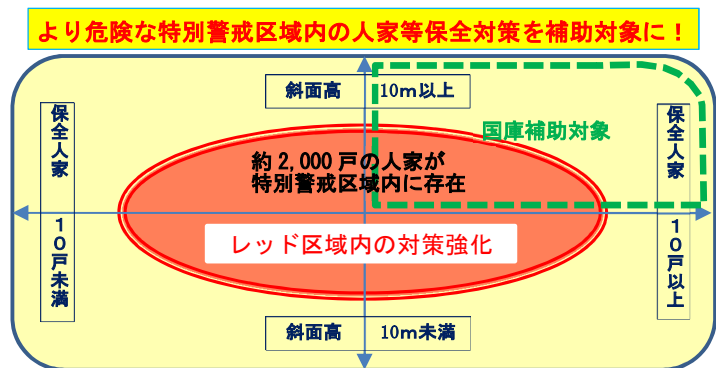 より危険な特別警戒区域内の人家等保全対策を補助対象に！
斜面高 10ｍ以上
保全人家 １０戸未満
国庫補助対象
保全人家 １０戸以上
約2,000戸の人家が
特別警戒区域内に存在
レッド区域内の対策強化
斜面高 10ｍ未満